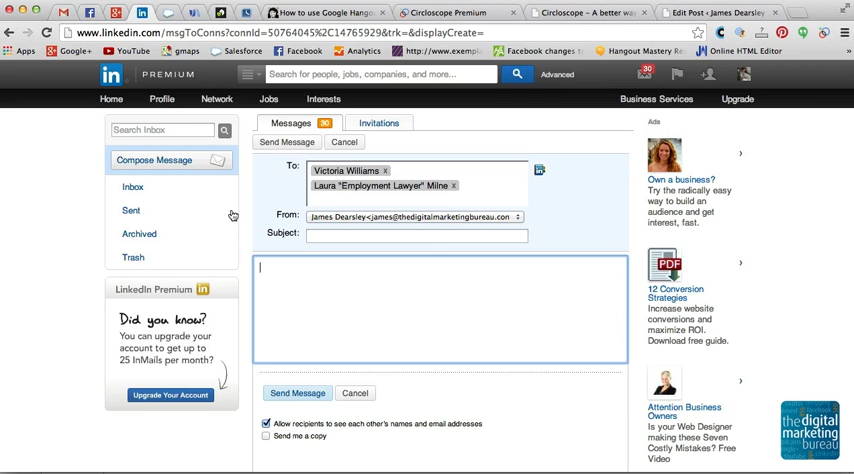 How to use Google Hango
Circloscope Premium
Circloscope – A better way
Edit Post ‹ James Dearsley
www.linkedin.com/msgToConns?connId=50764045%2C14765929&trk=&displayCreate=
Apps
Google+
YouTube
gmaps
Salesforce
Facebook
Analytics
http://www.exempl
Facebook changes to
Hangout Mastery Re
Online HTML Editor
in
PREMIUM
Search for people, jobs, companies, and more...
Advanced
30
Home
Profile
Network
Jobs
Interests
Business Services
Upgrade
Search Inbox
Compose Message
Inbox
Sent
Archived
Trash
LinkedIn Premium in
Did you know?
You can upgrade your
account to get up to
25 InMails per month?
Upgrade Your Account
Messages 30
Invitations
Send Message
Cancel
To:
Victoria Williams x
Laura "Employment Lawyer" Milne x
From:
James Dearsley<james@thedigitalmarketingbureau.con
Subject:
Send Message
Cancel
Allow recipients to see each other's names and email addresses
Send me a copy
Ads
Own a business?
Try the radically easy
way to build an
audience and get
interest, fast.
PDF
12 Conversion
Strategies
Increase website
conversions and
maximize ROI.
Download free guide.
Attention Business
Owners
Is your Web Designer
making these Seven
Costly Mistakes? Free
Video
the digital
marketing
bureau